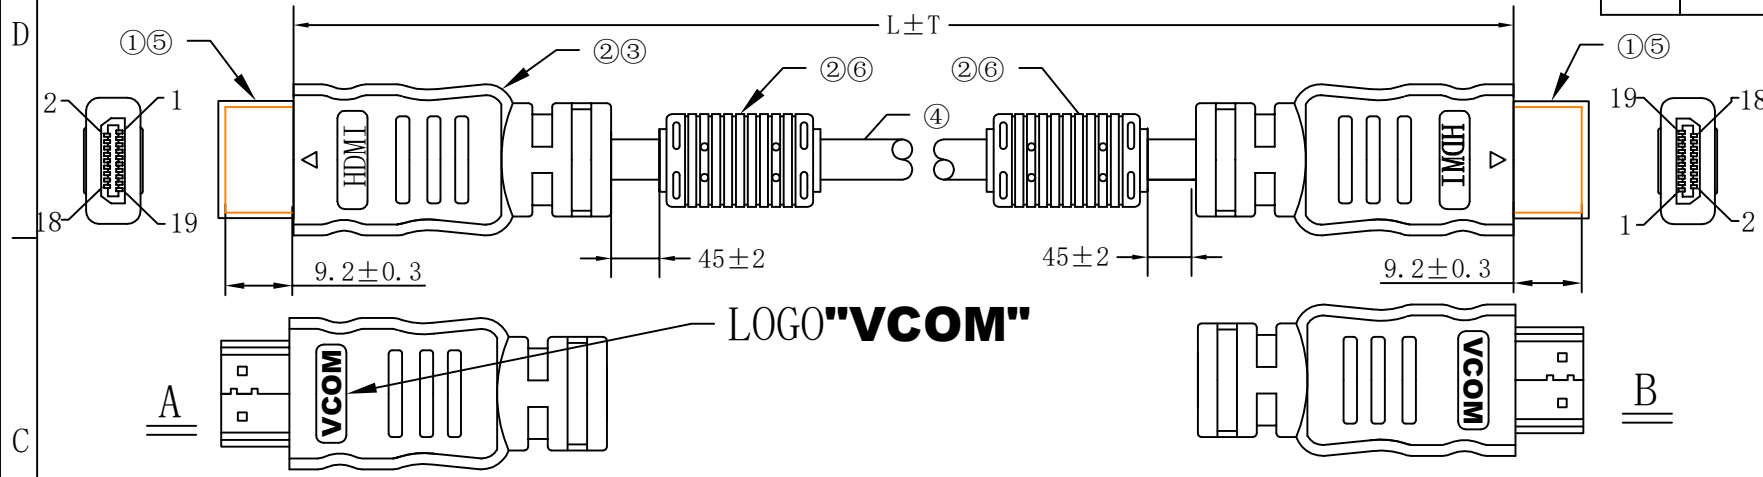 D
L±T
①⑤
②③
②⑥
②⑥
①⑤
④
2
1
18
19
HDMI
HDMI
19
18
1
2
9.2±0.3
45±2
45±2
9.2±0.3
LOGO"VCOM"
A
VCOM
VCOM
B
C